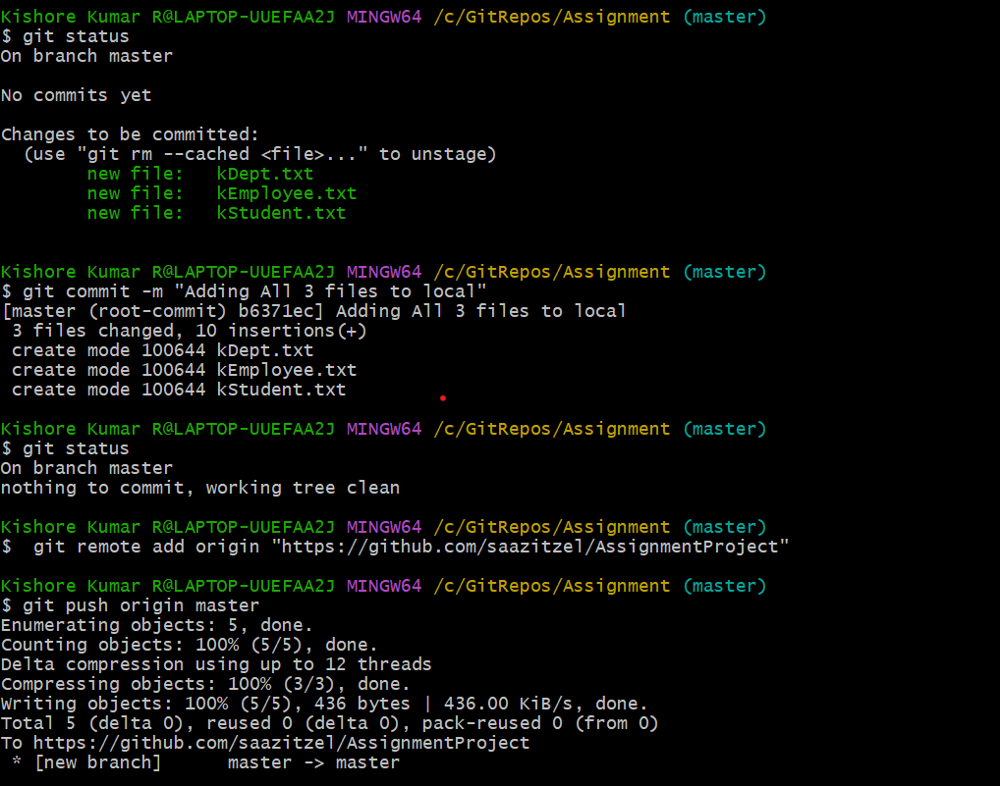 Kishore Kumar R@LAPTOP-UUEFAA2J MINGW64 /c/GitRepos/Assignment (master)
$ git status
On branch master
No commits yet
Changes to be committed:
  (use "git rm --cached <file>..." to unstage)
        new file:   kDept.txt
        new file:   kEmployee.txt
        new file:   kStudent.txt
Kishore Kumar R@LAPTOP-UUEFAA2J MINGW64 /c/GitRepos/Assignment (master)
$ git commit -m "Adding All 3 files to local"
[master (root-commit) b6371ec] Adding All 3 files to local
 3 files changed, 10 insertions(+)
 create mode 100644 kDept.txt
 create mode 100644 kEmployee.txt
 create mode 100644 kStudent.txt
Kishore Kumar R@LAPTOP-UUEFAA2J MINGW64 /c/GitRepos/Assignment (master)
$ git status
On branch master
nothing to commit, working tree clean
Kishore Kumar R@LAPTOP-UUEFAA2J MINGW64 /c/GitRepos/Assignment (master)
$  git remote add origin "https://github.com/saazitzel/AssignmentProject"
Kishore Kumar R@LAPTOP-UUEFAA2J MINGW64 /c/GitRepos/Assignment (master)
$ git push origin master
Enumerating objects: 5, done.
Counting objects: 100% (5/5), done.
Delta compression using up to 12 threads
Compressing objects: 100% (3/3), done.
Writing objects: 100% (5/5), 436 bytes | 436.00 KiB/s, done.
Total 5 (delta 0), reused 0 (delta 0), pack-reused 0 (from 0)
To https://github.com/saazitzel/AssignmentProject
 * [new branch]      master -> master